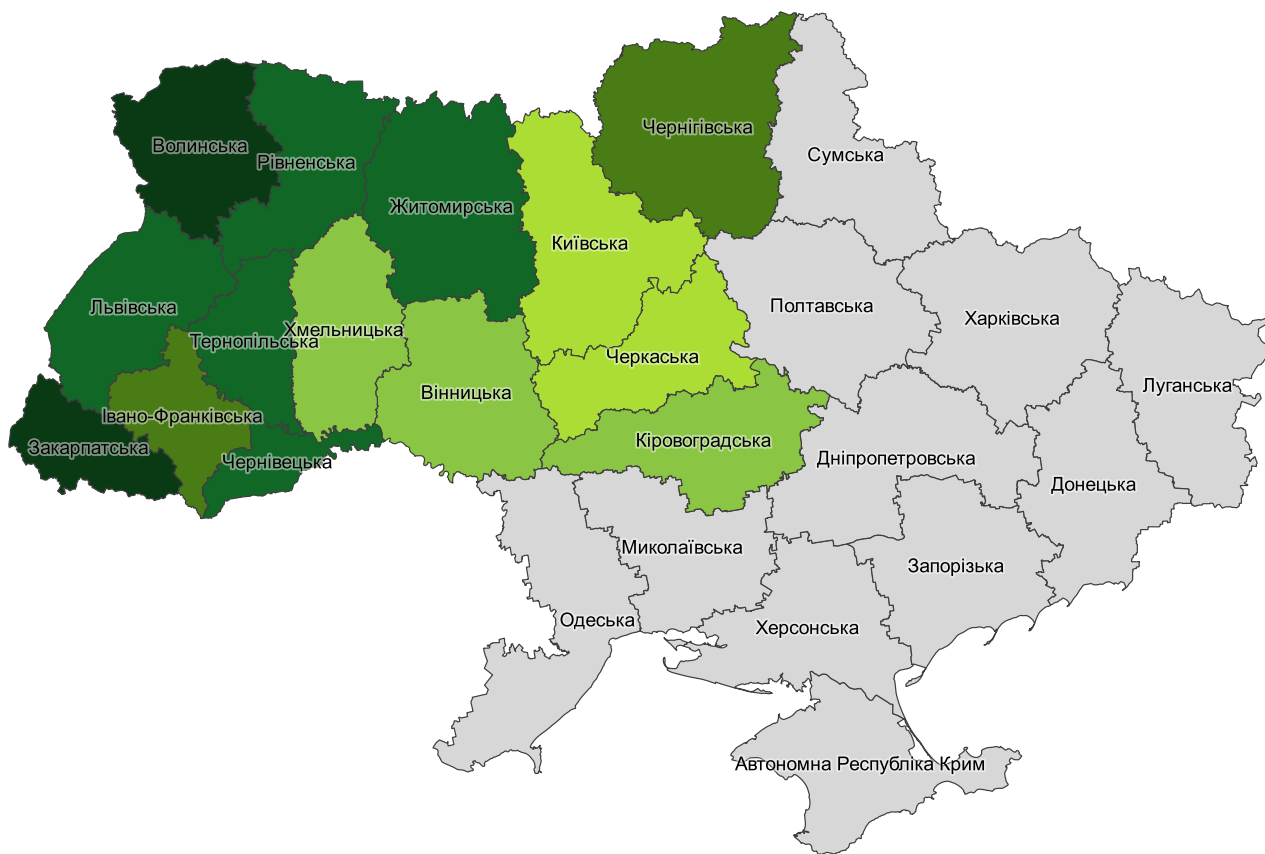 Чернігівська
Волинська
Рівненська
Сумська
Житомирська
Київська
Львівська
Полтавська
Харківська
Тернопільська
Хмельницька
Черкаська
Луганська
Вінницька
Івано-Франківська
Закарпатська
Чернівецька
Кіровоградська
Дніпропетровська
Донецька
Миколаївська
Запорізька
Одеська
Херсонська
Автономна Республіка Крим